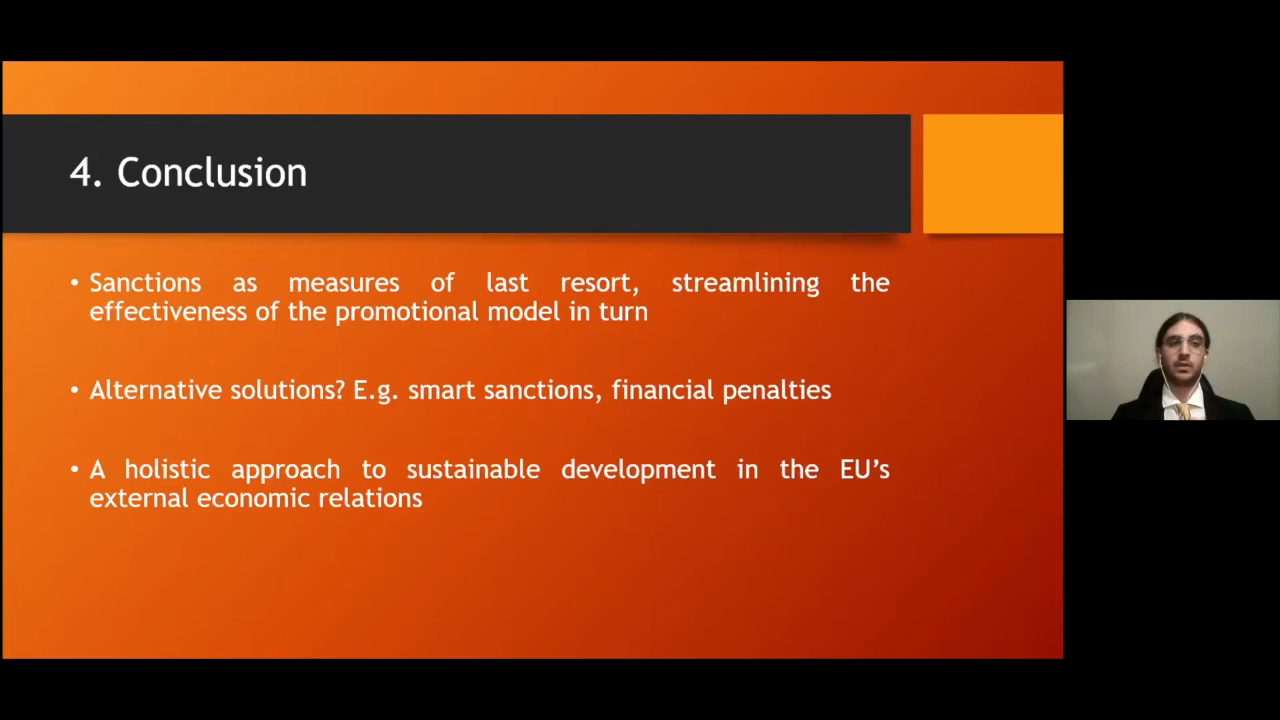 4. Conclusion
• Sanctions as measures of last resort, streamlining the
effectiveness of the promotional model in turn
• Alternative solutions? E.g. smart sanctions, financial penalties
• A holistic approach to sustainable development in the EU’s
external economic relations